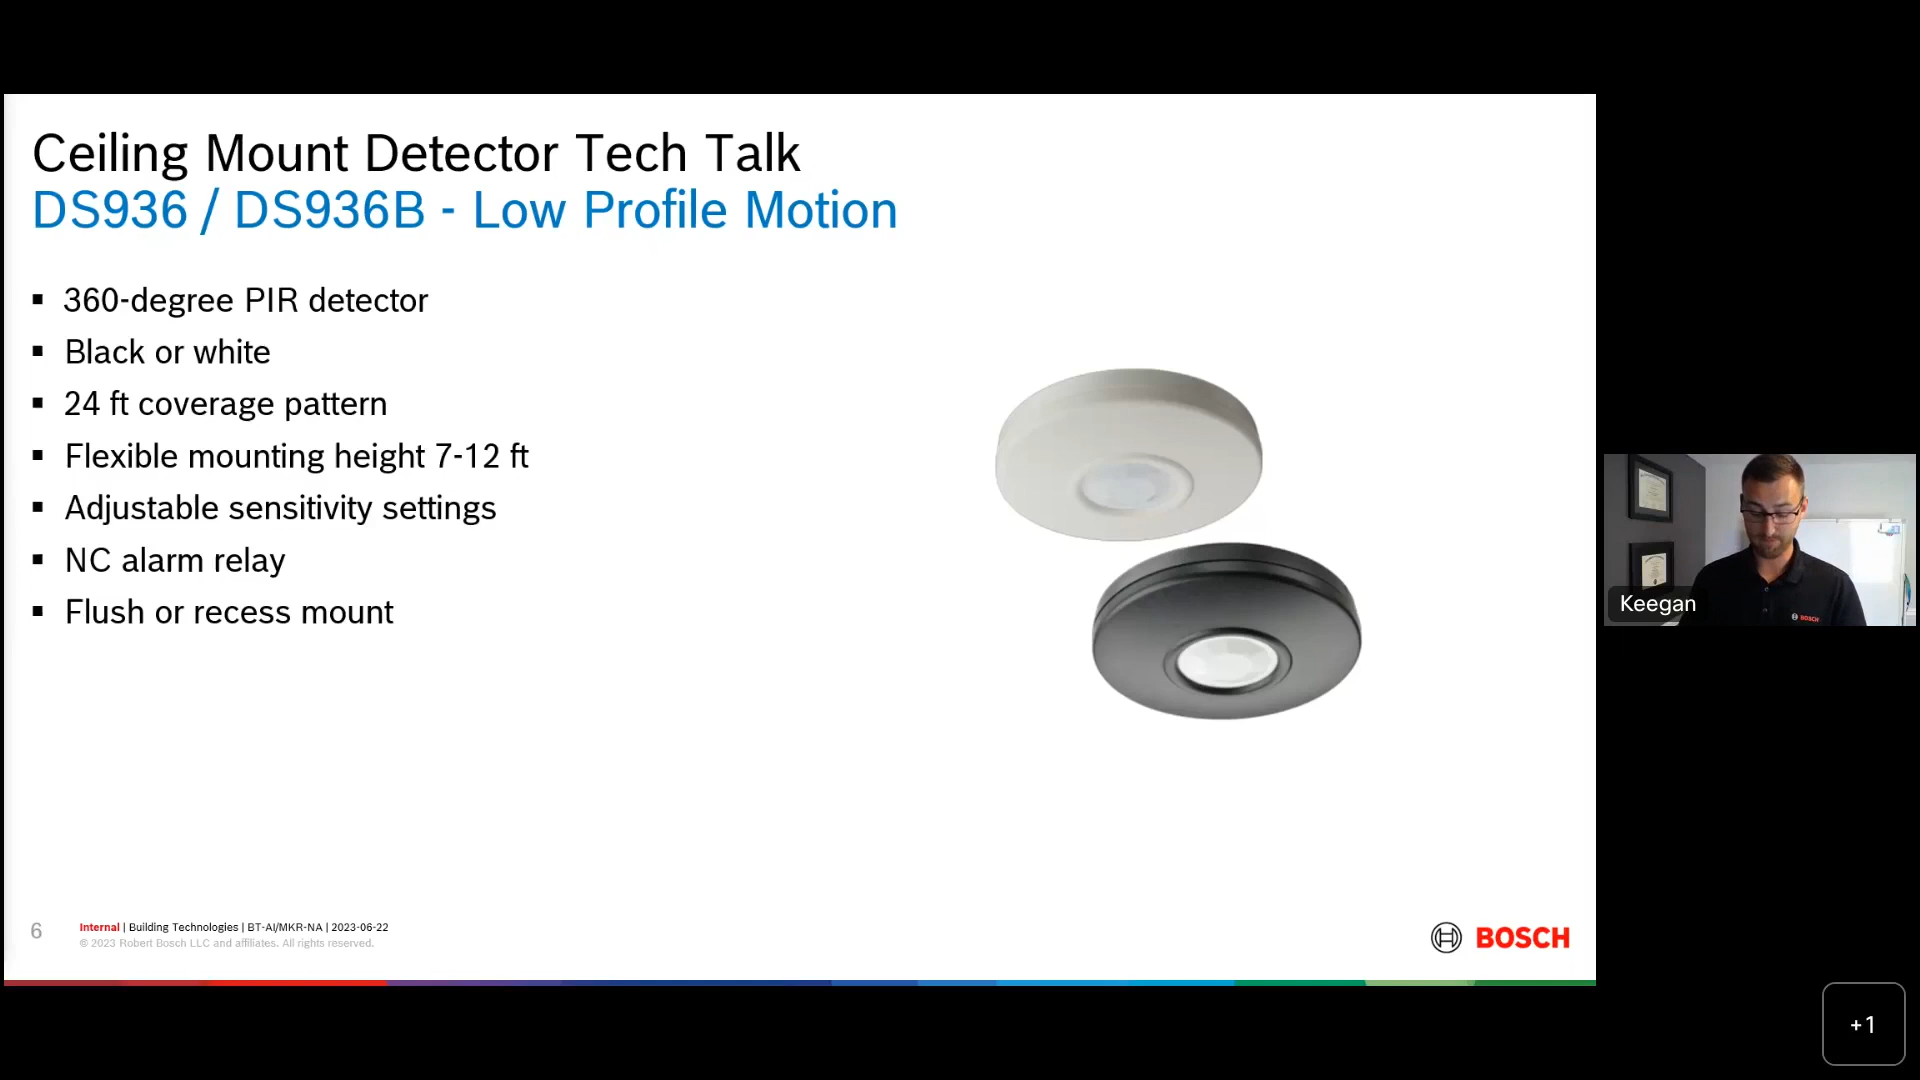 Ceiling Mount Detector Tech Talk
DS936 / DS936B - Low Profile Motion
▪ 360-degree PIR detector
▪ Black or white
▪ 24 ft coverage pattern
▪ Flexible mounting height 7-12 ft
▪ Adjustable sensitivity settings
▪ NC alarm relay
▪ Flush or recess mount
6
Internal | Building Technologies | BT-AI/MKR-NA | 2023-06-22
© 2023 Robert Bosch LLC and affiliates. All rights reserved.
BOSCH
BOSCH
Keegan
+1